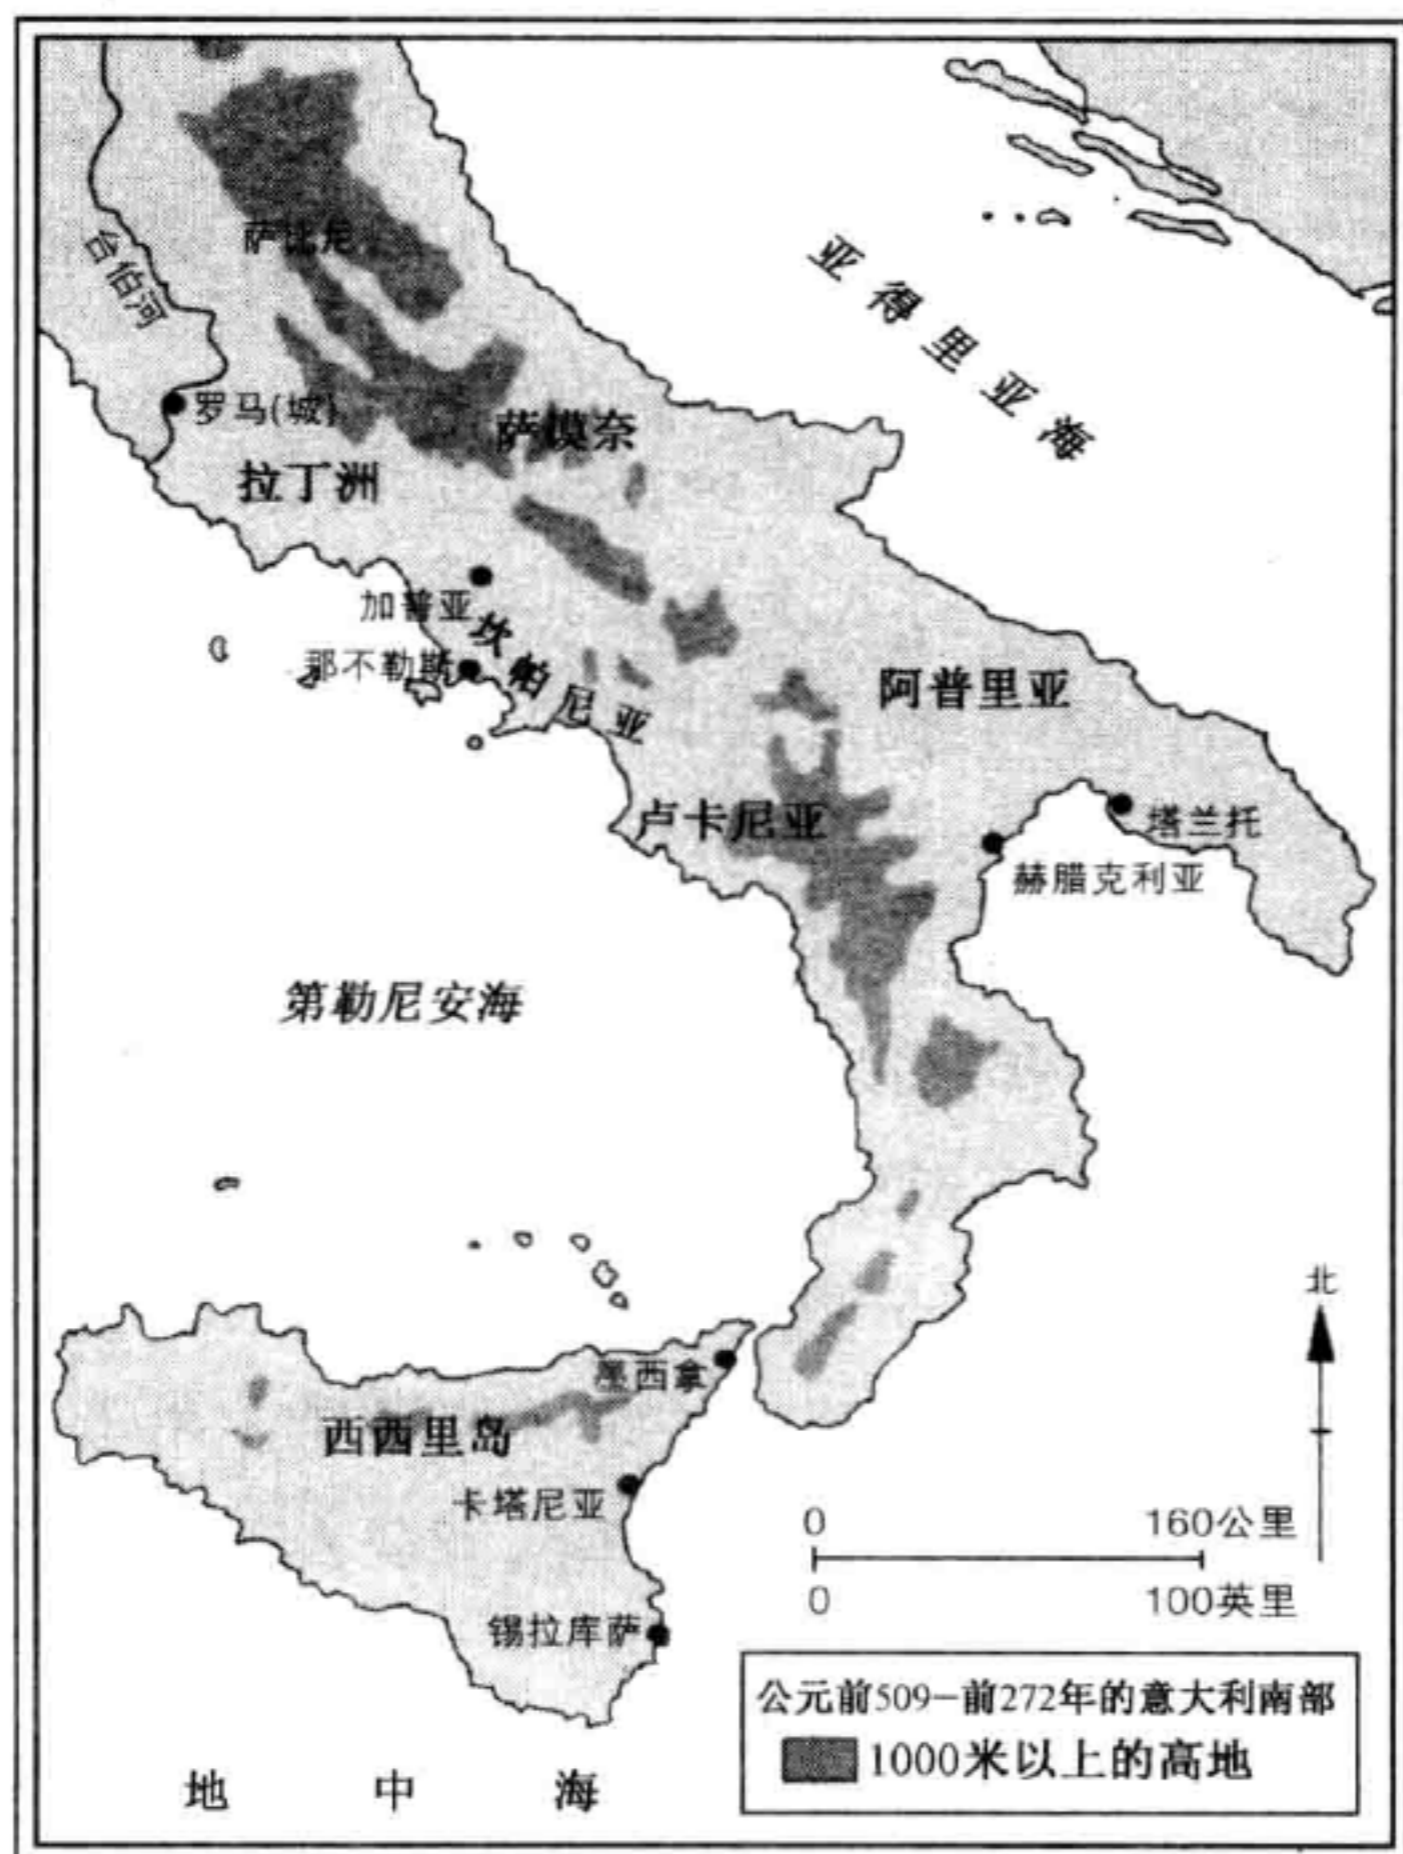 亚得里亚海
萨比尼
台伯河
罗马(城)
萨谟奈
拉丁洲
加普亚
坎帕尼亚
那不勒斯
阿普里亚
卢卡尼亚
塔兰托
赫腊克利亚
第勒尼安海
北
墨西拿
西西里岛
卡塔尼亚
0 160公里
0 100英里
锡拉库萨
公元前509-前272年的意大利南部
1000米以上的高地
地中海